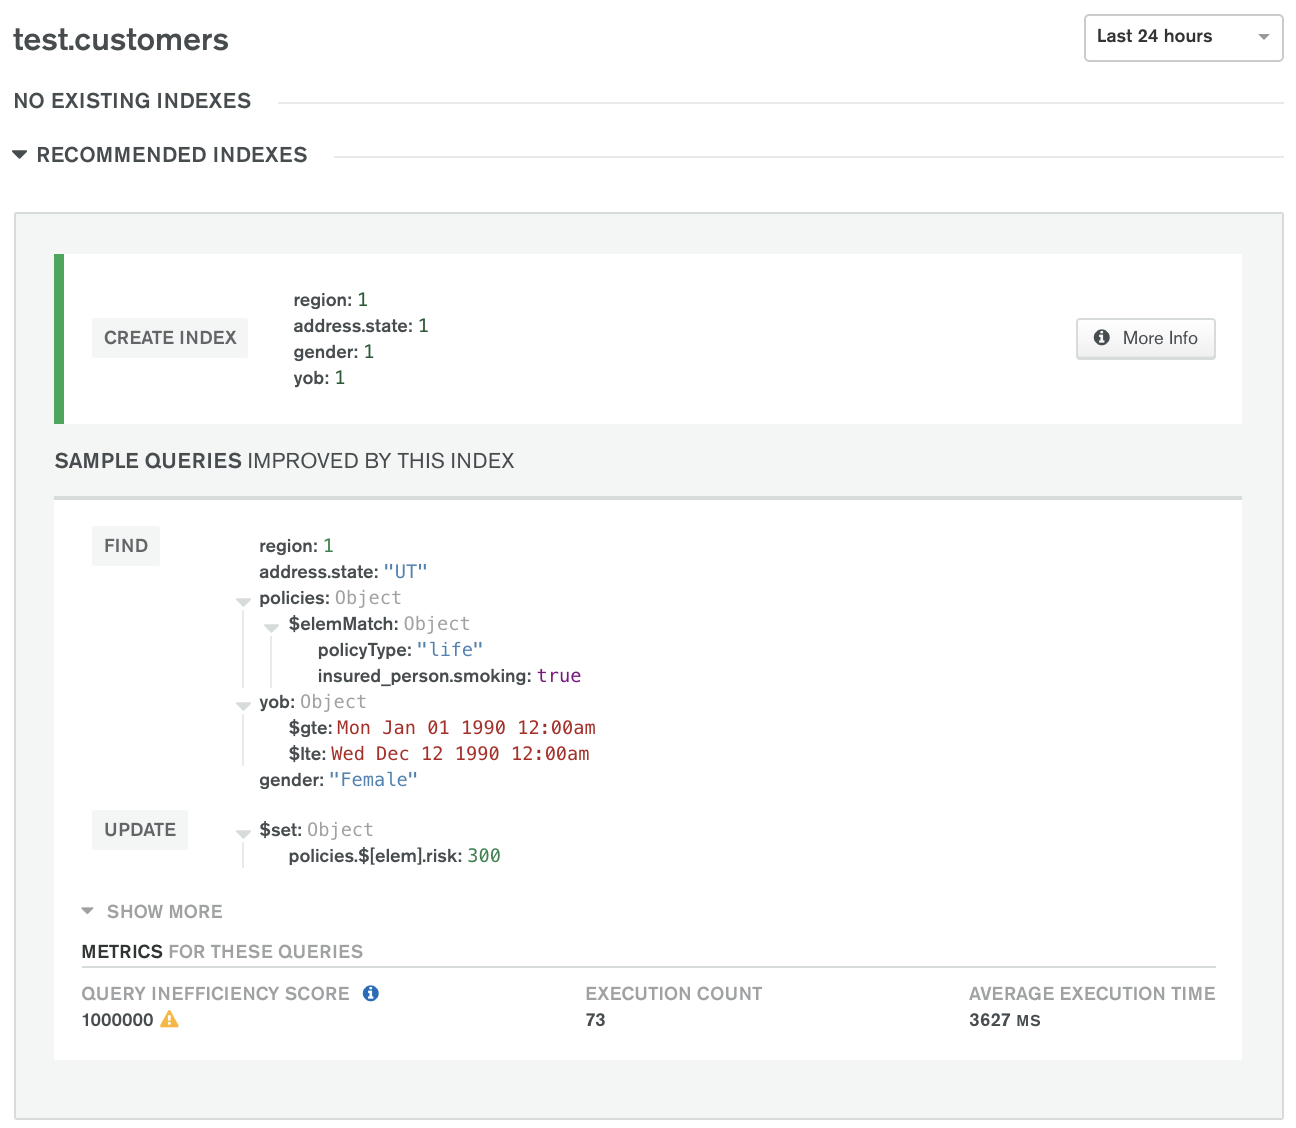 test.customers
Last 24 hours
NO EXISTING INDEXES
RECOMMENDED INDEXES
CREATE INDEX
region: 1
address.state: 1
gender: 1
yob: 1
More Info
SAMPLE QUERIES IMPROVED BY THIS INDEX
FIND
region: 1
address.state: "UT"
policies: Object
$elemMatch: Object
policyType: "life"
insured_person.smoking: true
yob: Object
$gte: Mon Jan 01 1990 12:00am
$lte: Wed Dec 12 1990 12:00am
gender: "Female"
UPDATE
$set: Object
policies.$[elem].risk: 300
SHOW MORE
METRICS FOR THESE QUERIES
QUERY INEFFICIENCY SCORE
1000000
EXECUTION COUNT
73
AVERAGE EXECUTION TIME
3627 MS